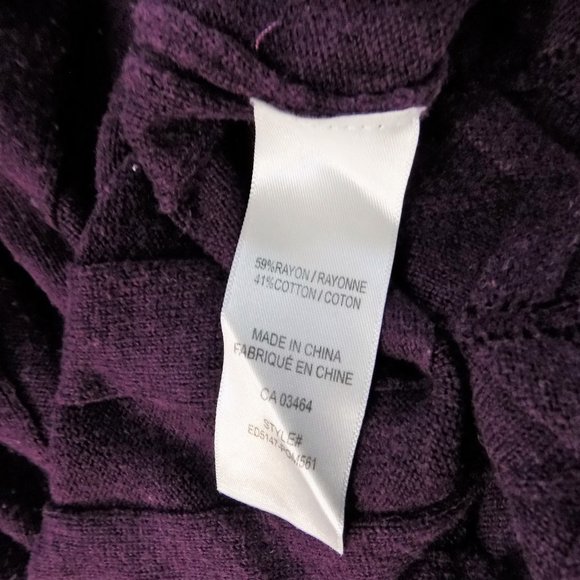 59%RAYON / RAYONNE
41%COTTON / COTON
MADE IN CHINA
FABRIQUÉ EN CHINE
CA 03464
STYLE#